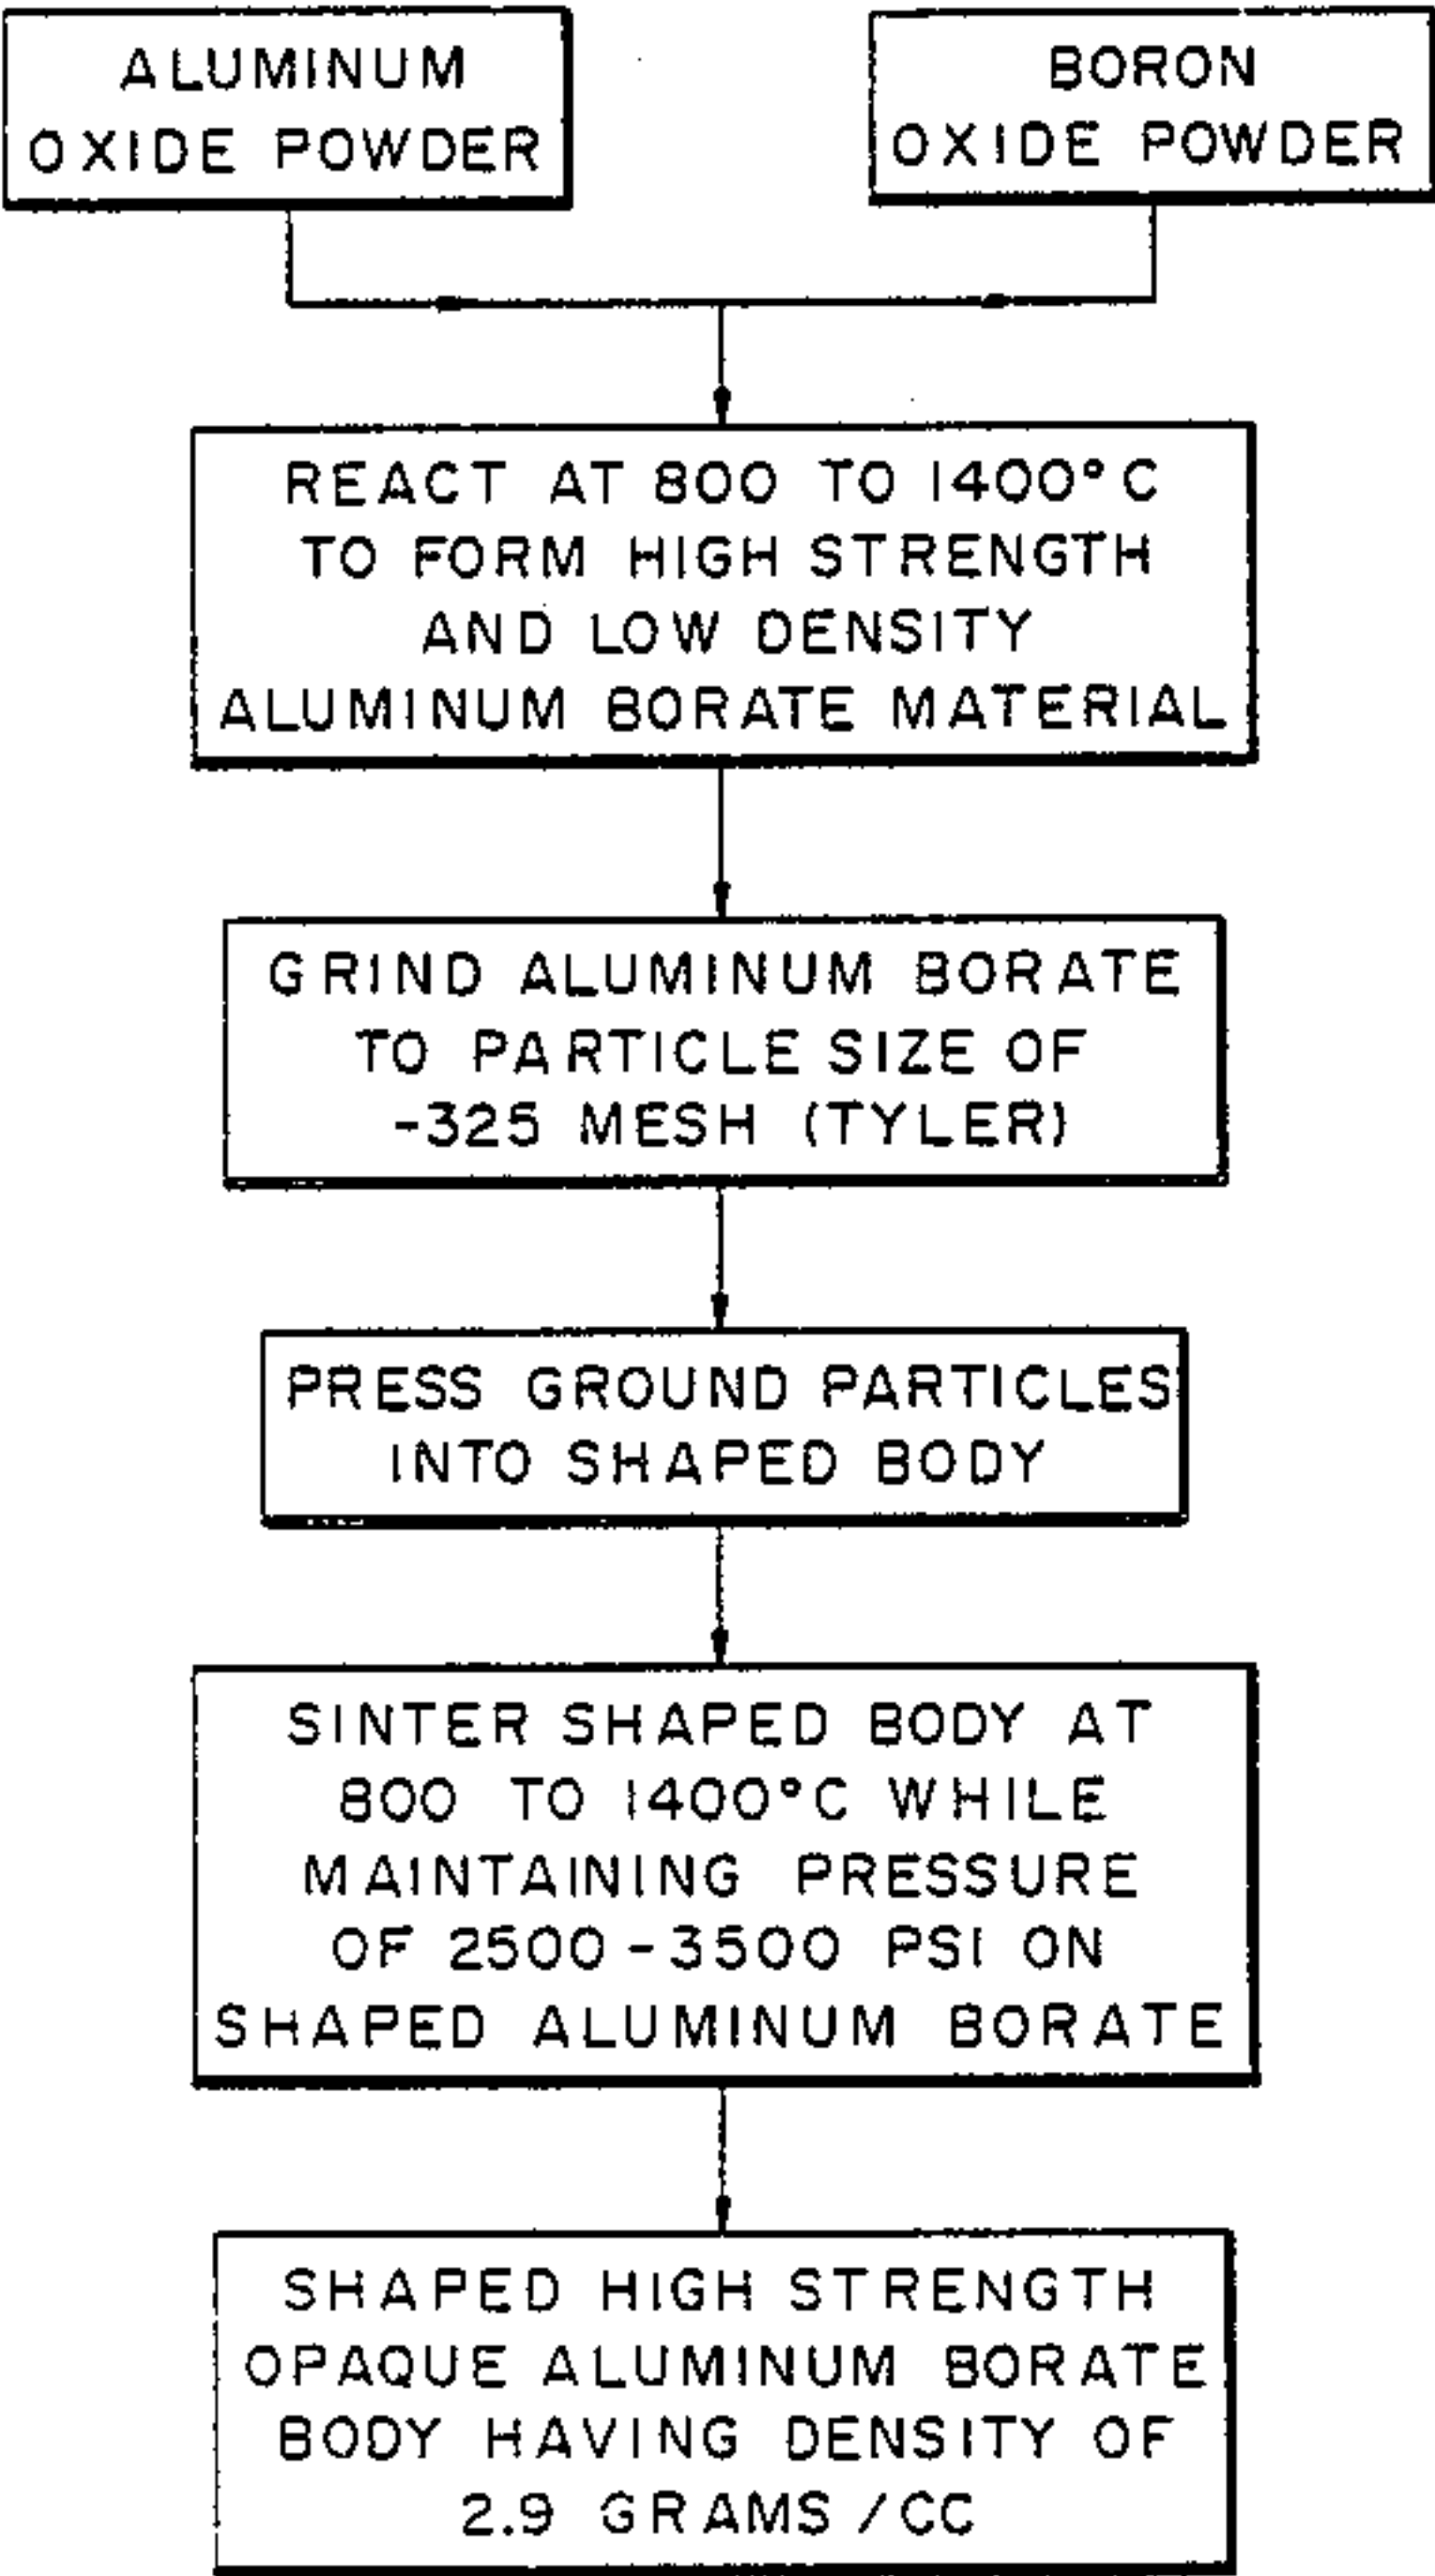 ALUMINUM
OXIDE POWDER
BORON
OXIDE POWDER
REACT AT 800 TO 1400°C
TO FORM HIGH STRENGTH
AND LOW DENSITY
ALUMINUM BORATE MATERIAL
GRIND ALUMINUM BORATE
TO PARTICLE SIZE OF
-325 MESH (TYLER)
PRESS GROUND PARTICLES
INTO SHAPED BODY
SINTER SHAPED BODY AT
800 TO 1400°C WHILE
MAINTAINING PRESSURE
OF 2500-3500 PSI ON
SHAPED ALUMINUM BORATE
SHAPED HIGH STRENGTH
OPAQUE ALUMINUM BORATE
BODY HAVING DENSITY OF
2.9 GRAMS/CC